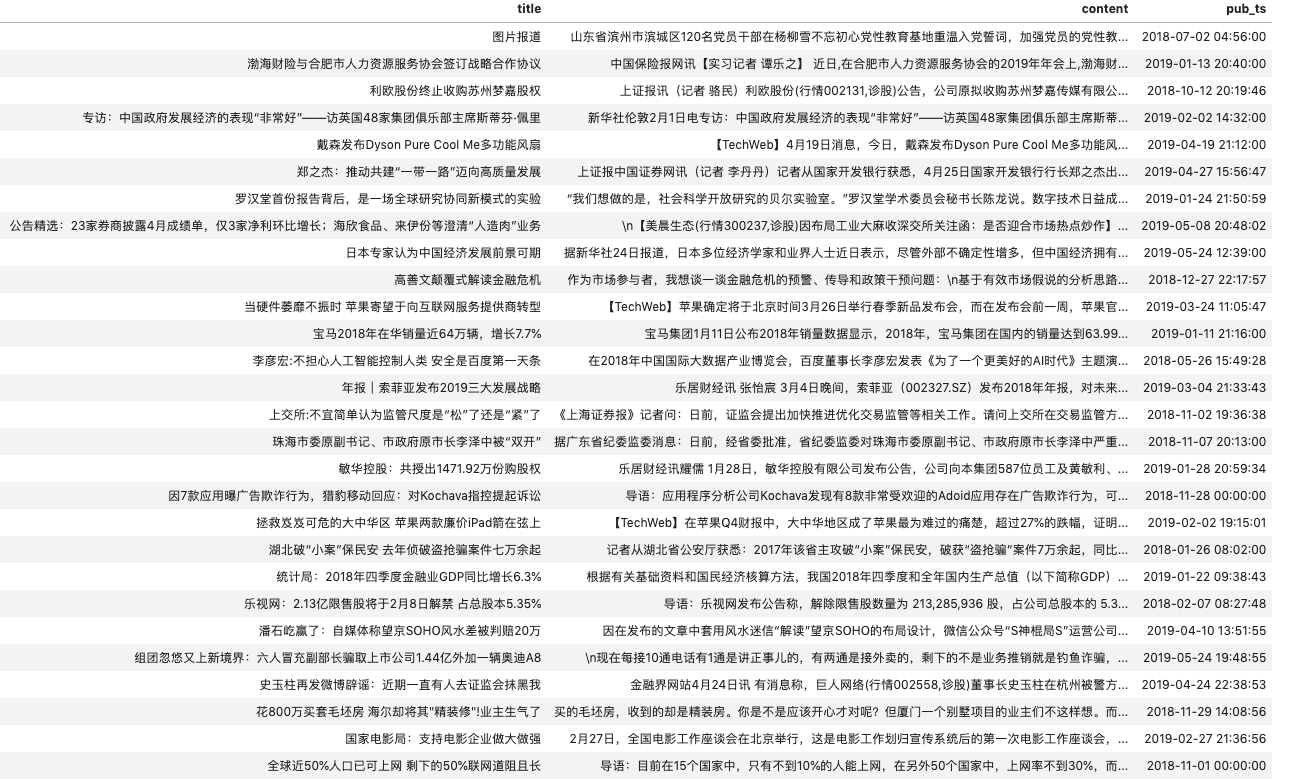 title content pub_ts
图片报道 山东省滨州市滨城区120名党员干部在杨柳雪不忘初心党性教育基地重温入党誓词，加强党员的党性教... 2018-07-02 04:56:00
渤海财险与合肥市人力资源服务协会签订战略合作协议 中国保险报网讯【实习记者 谭乐之】 近日,在合肥市人力资源服务协会的2019年年会上,渤海财... 2019-01-13 20:40:00
利欧股份终止收购苏州梦嘉股权 上证报讯（记者 骆民）利欧股份(行情002131,诊股)公告，公司原拟收购苏州梦嘉传媒有限公... 2018-10-12 20:19:46
专访：中国政府发展经济的表现“非常好”——访英国48家集团俱乐部主席斯蒂芬·佩里 新华社伦敦2月1日电专访：中国政府发展经济的表现“非常好”——访英国48家集团俱乐部主席斯蒂... 2019-02-02 14:32:00
戴森发布Dyson Pure Cool Me多功能风扇 【TechWeb】4月19日消息，今日，戴森发布Dyson Pure Cool Me多功能风... 2019-04-19 21:12:00
郑之杰：推动共建“一带一路”迈向高质量发展 上证报中国证券网讯（记者 李丹丹）记者从国家开发银行获悉，4月25日国家开发银行行长郑之杰出... 2019-04-27 15:56:47
罗汉堂首份报告背后，是一场全球研究协同新模式的实验 “我们想做的是，社会科学开放研究的贝尔实验室。”罗汉堂学术委员会秘书长陈龙说。数字技术日益成... 2019-01-24 21:50:59
公告精选：23家券商披露4月成绩单，仅3家净利环比增长；海欣食品、来伊份等澄清“人造肉”业务 \n【美晨生态(行情300237,诊股)因布局工业大麻收深交所关注函：是否迎合市场热点炒作】... 2019-05-08 20:48:02
日本专家认为中国经济发展前景可期 据新华社24日报道，日本多位经济学家和业界人士近日表示，尽管外部不确定性增多，但中国经济拥有... 2019-05-24 12:39:00
高善文颠覆式解读金融危机 作为市场参与者，我想谈一谈金融危机的预警、传导和政策干预问题：\n基于有效市场假说的分析思路... 2018-12-27 22:17:57
当硬件萎靡不振时 苹果寄望于向互联网服务提供商转型 【TechWeb】苹果确定将于北京时间3月26日举行春季新品发布会，而在发布会前一周，苹果官... 2019-03-24 11:05:47
宝马2018年在华销量近64万辆，增长7.7% 宝马集团1月11日公布2018年销量数据显示，2018年，宝马集团在国内的销量达到63.99... 2019-01-11 21:16:00
李彦宏:不担心人工智能控制人类 安全是百度第一天条 在2018年中国国际大数据产业博览会，百度董事长李彦宏发表《为了一个更美好的AI时代》主题演... 2018-05-26 15:49:28
年报丨索菲亚发布2019三大发展战略 乐居财经讯 张怡宸 3月4日晚间，索菲亚（002327.SZ）发布2018年年报，对未来... 2019-03-04 21:33:43
上交所:不宜简单认为监管尺度是“松”了还是“紧”了 《上海证券报》记者问：日前，证监会提出加快推进优化交易监管等相关工作。请问上交所在交易监管方... 2018-11-02 19:36:38
珠海市委原副书记、市政府原市长李泽中被“双开” 据广东省纪委监委消息：日前，经省委批准，省纪委监委对珠海市委原副书记、市政府原市长李泽中严重... 2018-11-07 20:13:00
敏华控股：共授出1471.92万份购股权 乐居财经讯耀儒 1月28日，敏华控股有限公司发布公告，公司向本集团587位员工及黄敏利、... 2019-01-28 20:59:34
因7款应用曝广告欺诈行为，猎豹移动回应：对Kochava指控提起诉讼 导语：应用程序分析公司Kochava发现有8款非常受欢迎的Adoid应用存在广告欺诈行为，可... 2018-11-28 00:00:00
拯救岌岌可危的大中华区 苹果两款廉价iPad箭在弦上 【TechWeb】在苹果Q4财报中，大中华地区成了苹果最为难过的痛楚，超过27%的跌幅，证明... 2019-02-02 19:15:01
湖北破“小案”保民安 去年侦破盗抢骗案件七万余起 记者从湖北省公安厅获悉：2017年该省主攻破“小案”保民安，破获“盗抢骗”案件7万余起，同比... 2018-01-26 08:02:00
统计局：2018年四季度金融业GDP同比增长6.3% 根据有关基础资料和国民经济核算方法，我国2018年四季度和全年国内生产总值（以下简称GDP）... 2019-01-22 09:38:43
乐视网：2.13亿限售股将于2月8日解禁 占总股本5.35% 导语：乐视网发布公告称，解除限售股数量为 213,285,936 股，占公司总股本的 5.3... 2018-02-07 08:27:48
潘石屹赢了：自媒体称望京SOHO风水差被判赔20万 因在发布的文章中套用风水迷信“解读”望京SOHO的布局设计，微信公众号“S神棍局S”运营公司... 2019-04-10 13:51:55
组团忽悠又上新境界：六人冒充副部长骗取上市公司1.44亿外加一辆奥迪A8 \n现在每接10通电话有1通是讲正事儿的，有两通是接外卖的，剩下的不是业务推销就是钓鱼诈骗，... 2019-05-24 19:48:55
史玉柱再发微博辟谣：近期一直有人去证监会抹黑我 金融界网站4月24日讯 有消息称，巨人网络(行情002558,诊股)董事长史玉柱在杭州被警方... 2019-04-24 22:38:53
花800万买套毛坯房 海尔却将其"精装修"!业主生气了 买的毛坯房，收到的却是精装房。你是不是应该开心才对呢？但厦门一个别墅项目的业主们不这样想。而... 2018-11-29 14:08:56
国家电影局：支持电影企业做大做强 2月27日，全国电影工作座谈会在北京举行，这是电影工作划归宣传系统后的第一次电影工作座谈会，... 2019-02-27 21:36:56
全球近50%人口已可上网 剩下的50%联网道阻且长 导语：目前在15个国家中，只有不到10%的人能上网，在另外50个国家中，上网率不到30%，而... 2018-11-01 00:00:00